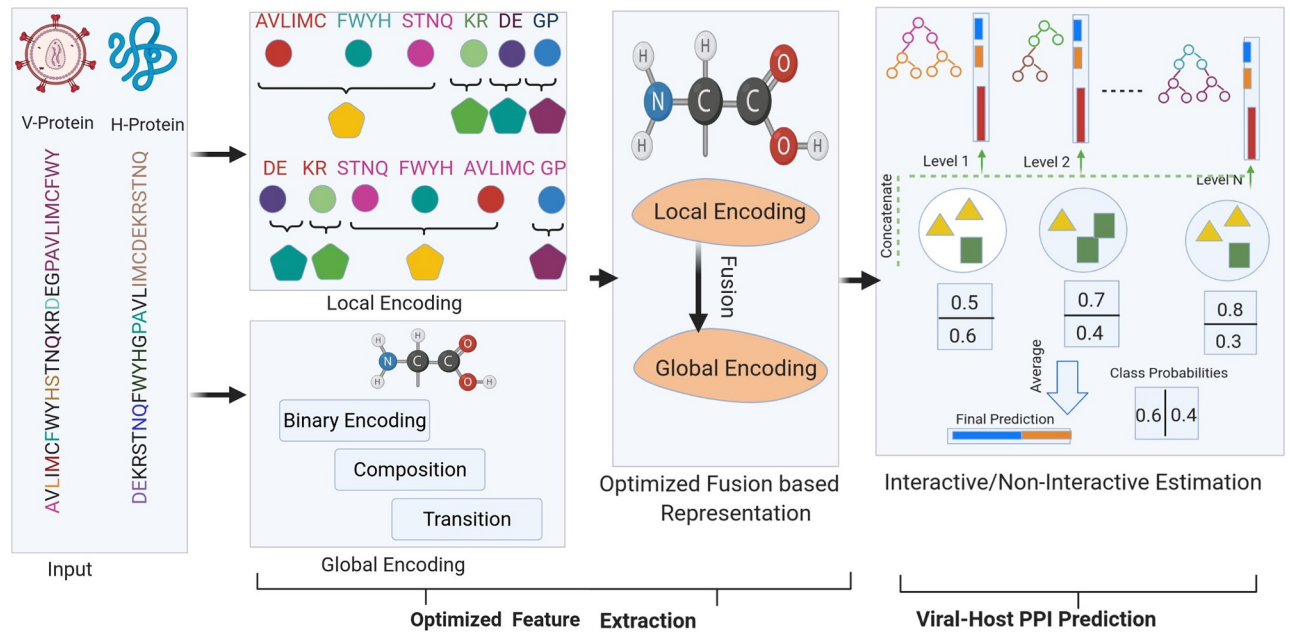 V-Protein
H-Protein
AVLIMCFWYHSTNQKRDEGPAVLIMCFWY
DEKRSTNQFWYHGPAVLIMCDEKRSTNQ
Input
AVLIMC FWYH STNQ KR DE GP
DE KR STNQ FWYH AVLIMC GP
Local Encoding
H
H
N
C
C
O
O
H
H
Binary Encoding
Composition
Transition
Global Encoding
H
H
N
C
C
O
O
H
H
Local Encoding
Fusion
Global Encoding
Optimized Fusion based
Representation
Level 1
Level 2
Level N
Concatenate
0.5
0.6
0.7
0.4
0.8
0.3
Average
Class Probabilities
0.6 0.4
Final Prediction
Interactive/Non-Interactive Estimation
Optimized Feature Extraction
Viral-Host PPI Prediction